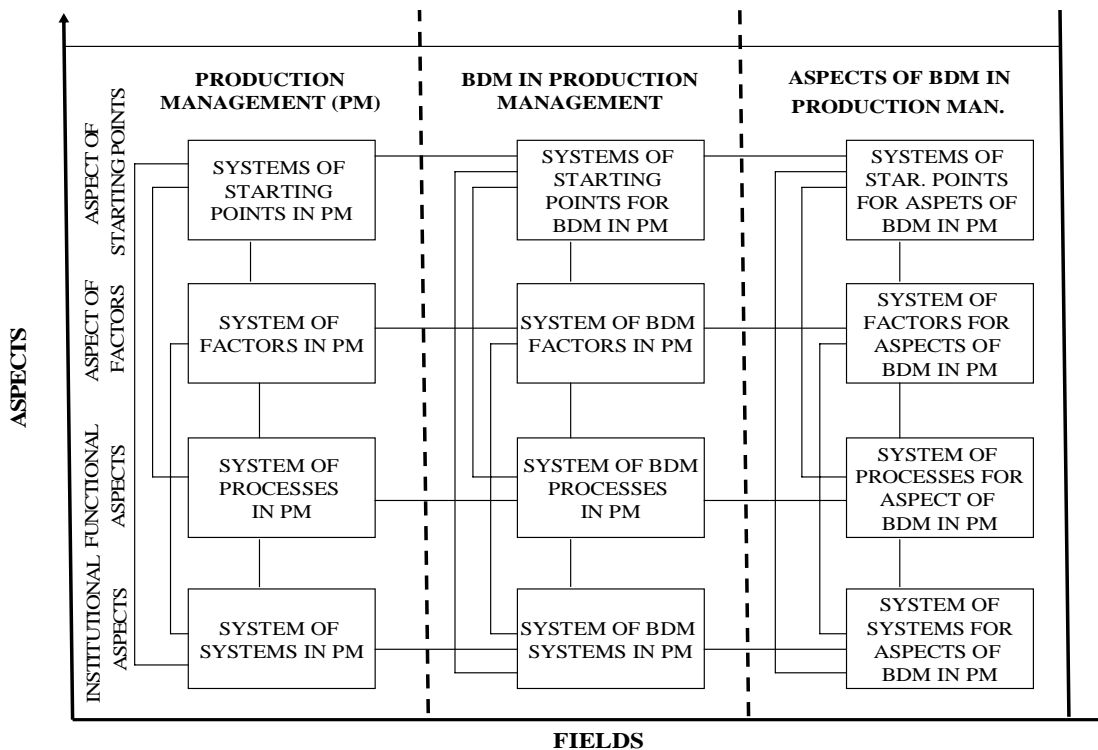 PRODUCTION
MANAGEMENT (PM)
BDM IN PRODUCTION
MANAGEMENT
ASPECTS OF BDM IN
PRODUCTION MAN.
ASPECTS
ASPECT OF
STARTING POINTS
SYSTEMS OF
STARTING
POINTS IN PM
SYSTEMS OF
STARTING
POINTS FOR
BDM IN PM
SYSTEMS OF
STAR. POINTS
FOR ASPETS OF
BDM IN PM
ASPECT OF
FACTORS
SYSTEM OF
FACTORS IN PM
SYSTEM OF BDM
FACTORS IN PM
SYSTEM OF
FACTORS FOR
ASPECTS OF
BDM IN PM
FUNCTIONAL
ASPECTS
SYSTEM OF
PROCESSES
IN PM
SYSTEM OF BDM
PROCESSES
IN PM
SYSTEM OF
PROCESSES FOR
ASPECT OF
BDM IN PM
INSTITUTIONAL
ASPECTS
SYSTEM OF
SYSTEMS IN PM
SYSTEM OF BDM
SYSTEMS IN PM
SYSTEM OF
SYSTEMS FOR
ASPECTS OF
BDM IN PM
FIELDS